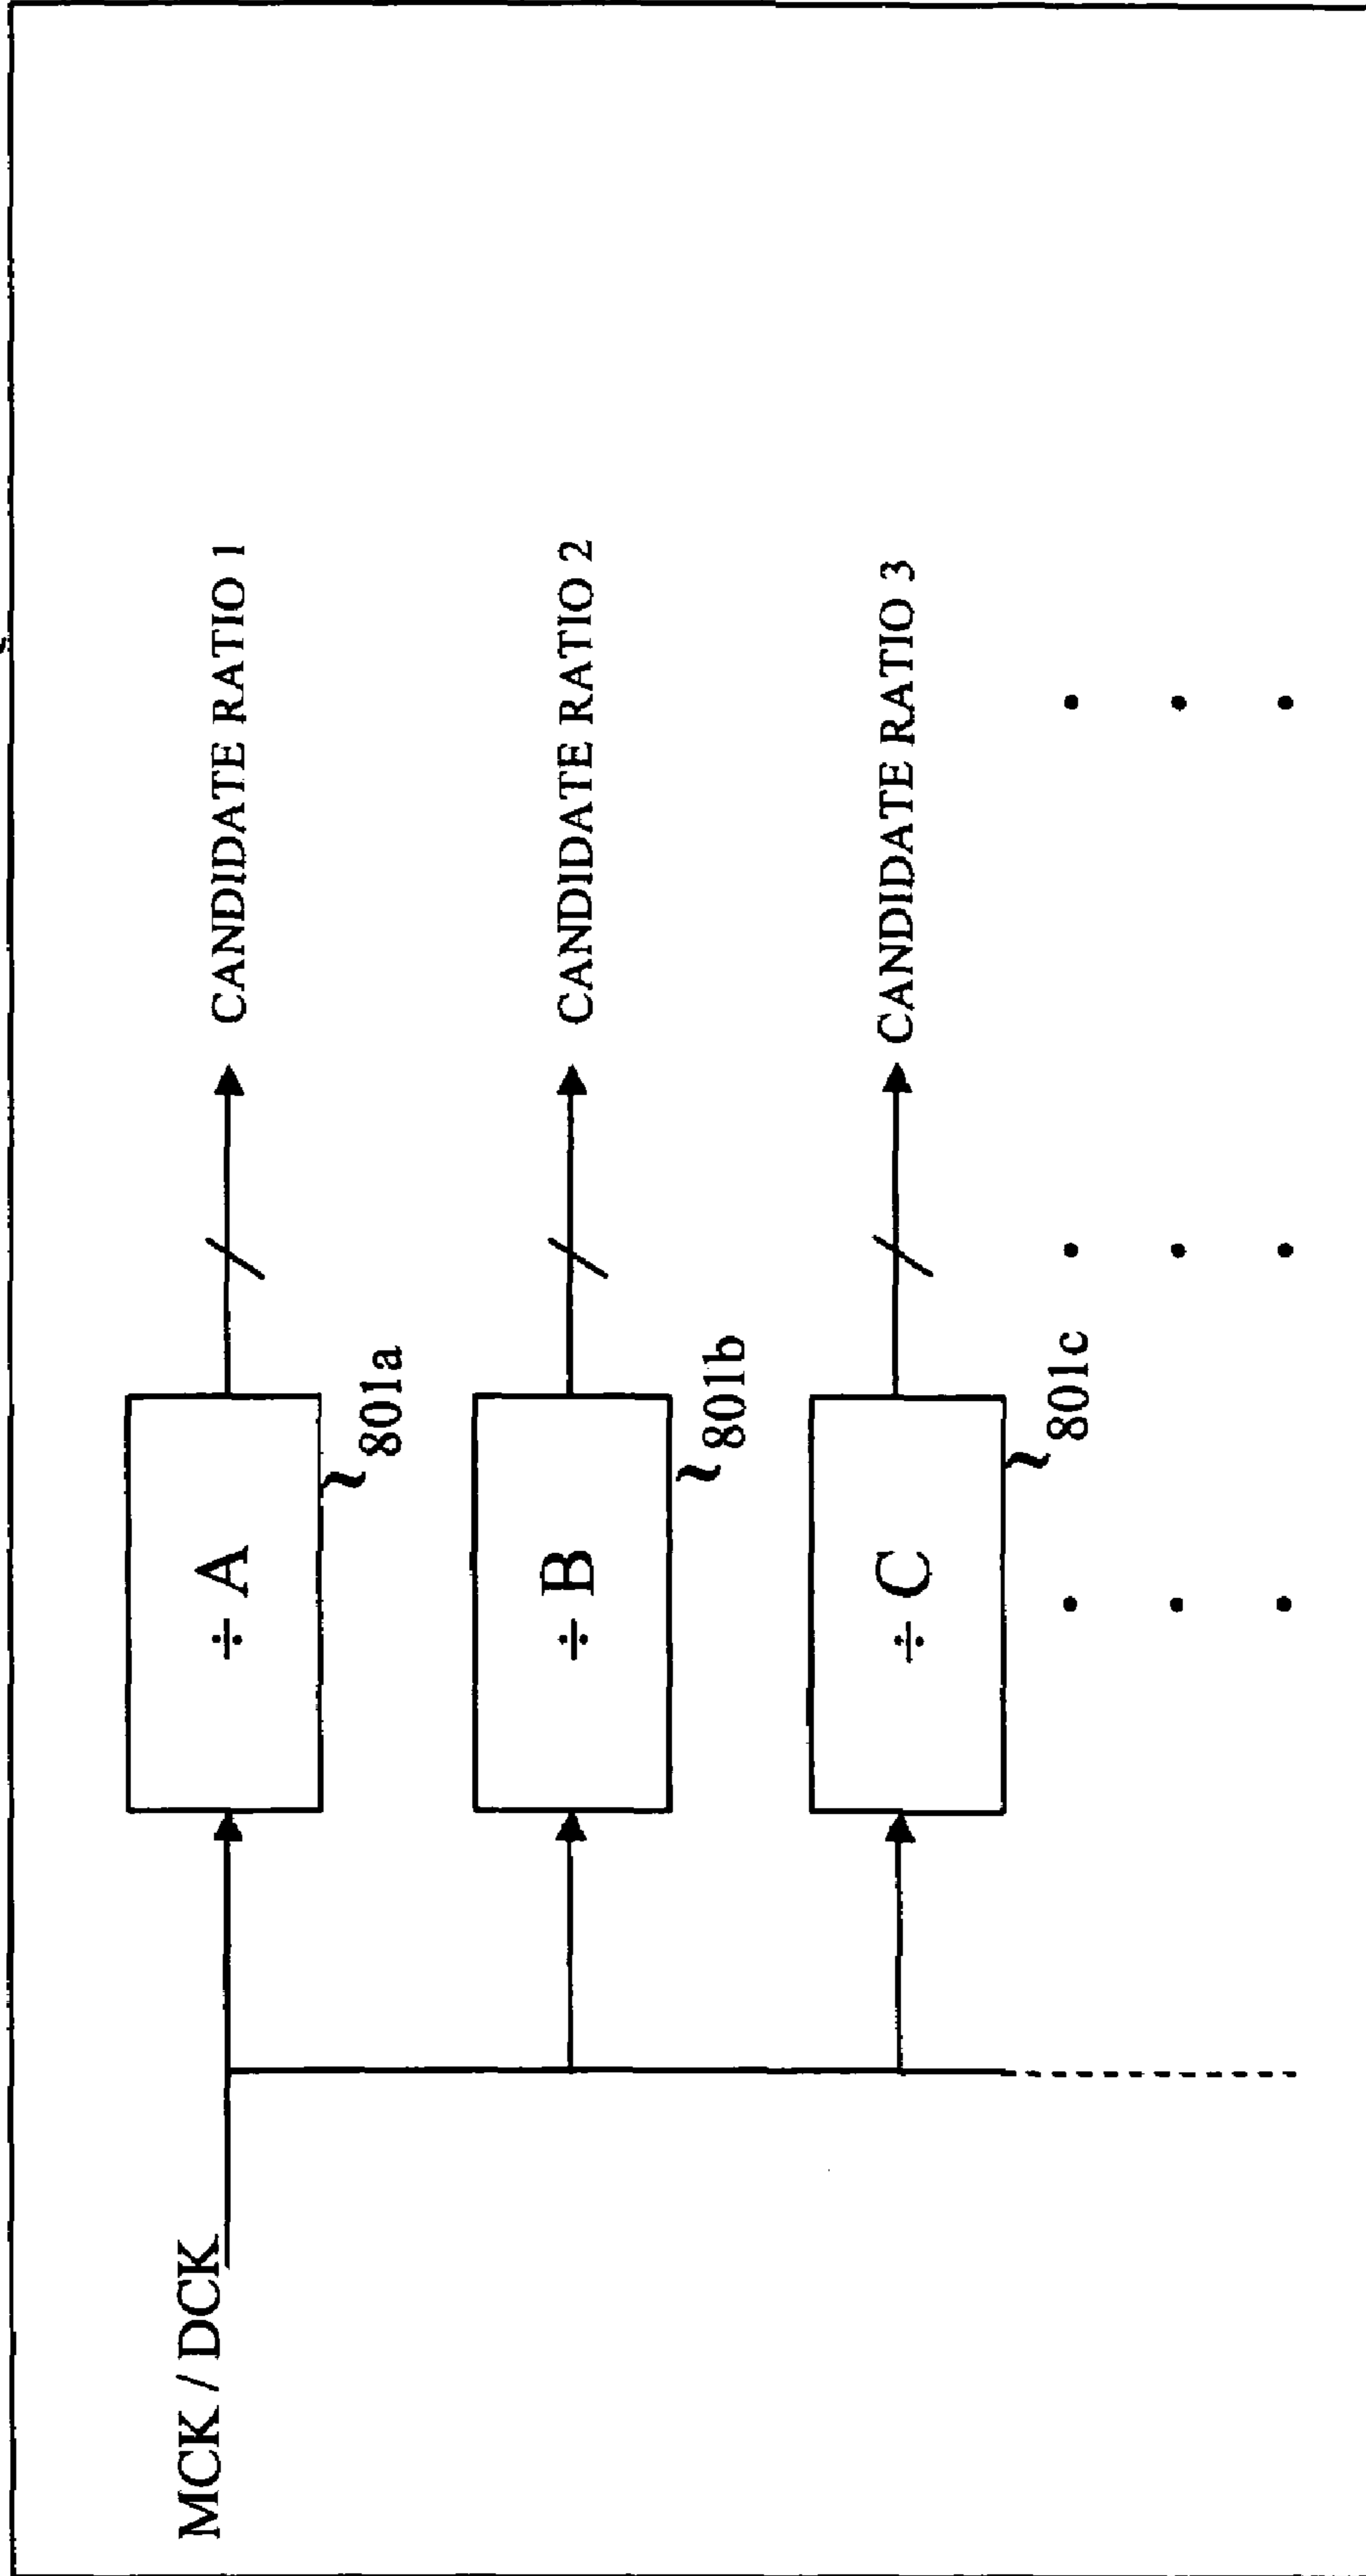 MCK / DCK
÷ A
801a
CANDIDATE RATIO 1
÷ B
801b
CANDIDATE RATIO 2
÷ C
801c
CANDIDATE RATIO 3